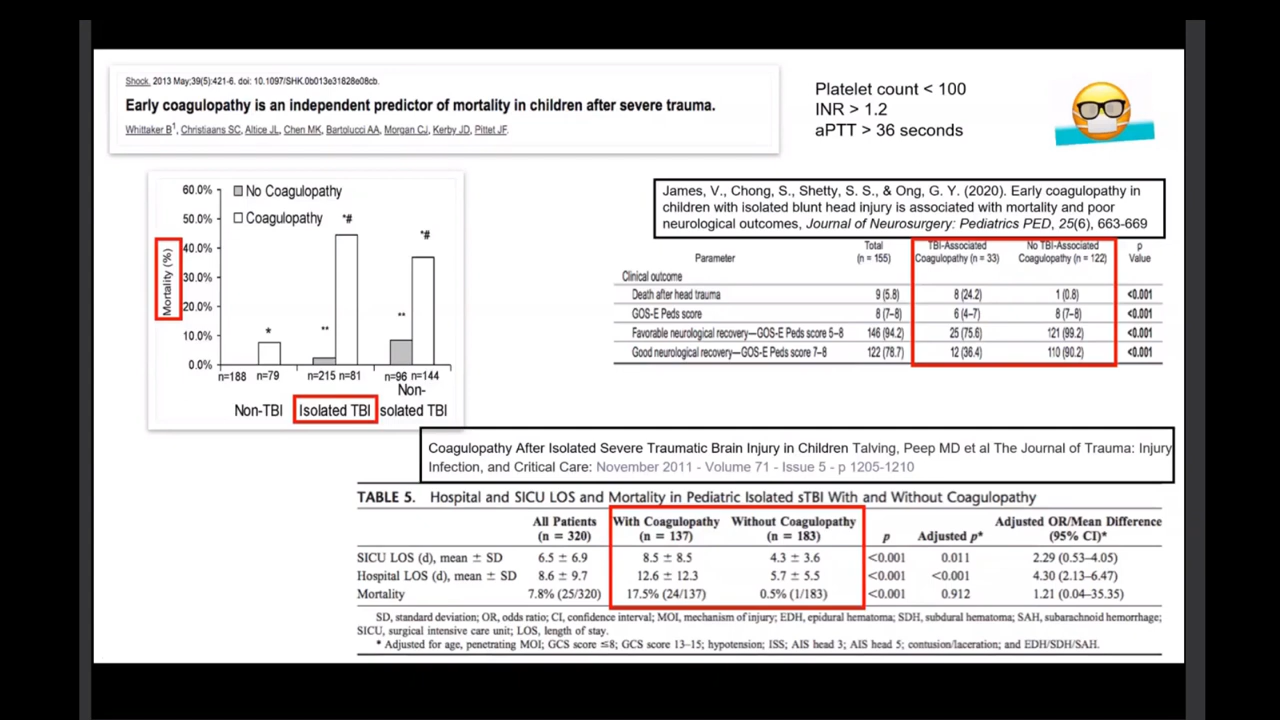 Shock. 2013 May;39(5):421-6. doi: 10.1097/SHK.0b013e31828e08cb.
Early coagulopathy is an independent predictor of mortality in children after severe trauma.
Whittaker B1, Christiaans SC, Altice JL, Chen MK, Bartolucci AA, Morgan CJ, Kerby JD, Pittet JF.
Platelet count < 100
INR > 1.2
aPTT > 36 seconds
60.0%
50.0%
40.0%
30.0%
20.0%
10.0%
0.0%
Mortality (%)
No Coagulopathy
Coagulopathy
*
**
*#
**
*#
n=188 n=79 n=215 n=81 n=96 n=144
Non-TBI Isolated TBI Non-
solated TBI
James, V., Chong, S., Shetty, S. S., & Ong, G. Y. (2020). Early coagulopathy in
children with isolated blunt head injury is associated with mortality and poor
neurological outcomes, Journal of Neurosurgery: Pediatrics PED, 25(6), 663-669
Parameter Total (n = 155) TBI-Associated Coagulopathy (n = 33) No TBI-Associated Coagulopathy (n = 122) p Value
Clinical outcome
Death after head trauma 9 (5.8) 8 (24.2) 1 (0.8) <0.001
GOS-E Peds score 8 (7–8) 6 (4–7) 8 (7–8) <0.001
Favorable neurological recovery—GOS-E Peds score 5–8 146 (94.2) 25 (75.6) 121 (99.2) <0.001
Good neurological recovery—GOS-E Peds score 7–8 122 (78.7) 12 (36.4) 110 (90.2) <0.001
Coagulopathy After Isolated Severe Traumatic Brain Injury in Children Talving, Peep MD et al The Journal of Trauma: Injury
Infection, and Critical Care: November 2011 - Volume 71 - Issue 5 - p 1205-1210
TABLE 5. Hospital and SICU LOS and Mortality in Pediatric Isolated sTBI With and Without Coagulopathy
All Patients With Coagulopathy Without Coagulopathy Adjusted OR/Mean Difference
(n = 320) (n = 137) (n = 183) p Adjusted p* (95% CI)*
SICU LOS (d), mean ± SD 6.5 ± 6.9 8.5 ± 8.5 4.3 ± 3.6 <0.001 0.011 2.29 (0.53–4.05)
Hospital LOS (d), mean ± SD 8.6 ± 9.7 12.6 ± 12.3 5.7 ± 5.5 <0.001 <0.001 4.30 (2.13–6.47)
Mortality 7.8% (25/320) 17.5% (24/137) 0.5% (1/183) <0.001 0.912 1.21 (0.04–35.35)
SD, standard deviation; OR, odds ratio; CI, confidence interval; MOI, mechanism of injury; EDH, epidural hematoma; SDH, subdural hematoma; SAH, subarachnoid hemorrhage;
SICU, surgical intensive care unit; LOS, length of stay.
* Adjusted for age, penetrating MOI; GCS score ≤8; GCS score 13–15; hypotension; ISS; AIS head 3; AIS head 5; contusion/laceration; and EDH/SDH/SAH.